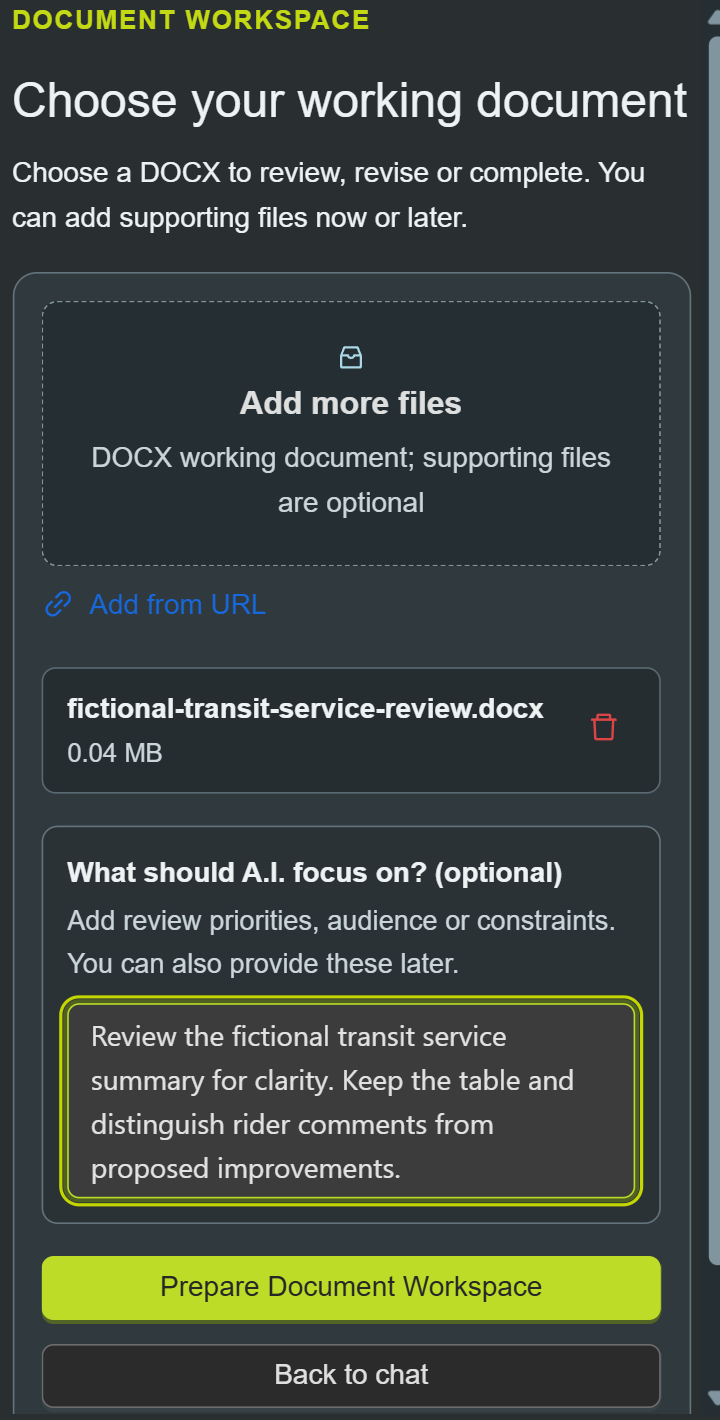 DOCUMENT WORKSPACE
Choose your working document
Choose a DOCX to review, revise or complete. You
can add supporting files now or later.
Add more files
DOCX working document; supporting files
are optional
Add from URL
fictional-transit-service-review.docx
0.04 MB
What should A.I. focus on? (optional)
Add review priorities, audience or constraints.
You can also provide these later.
Review the fictional transit service
summary for clarity. Keep the table and
distinguish rider comments from
proposed improvements.
Prepare Document Workspace
Back to chat